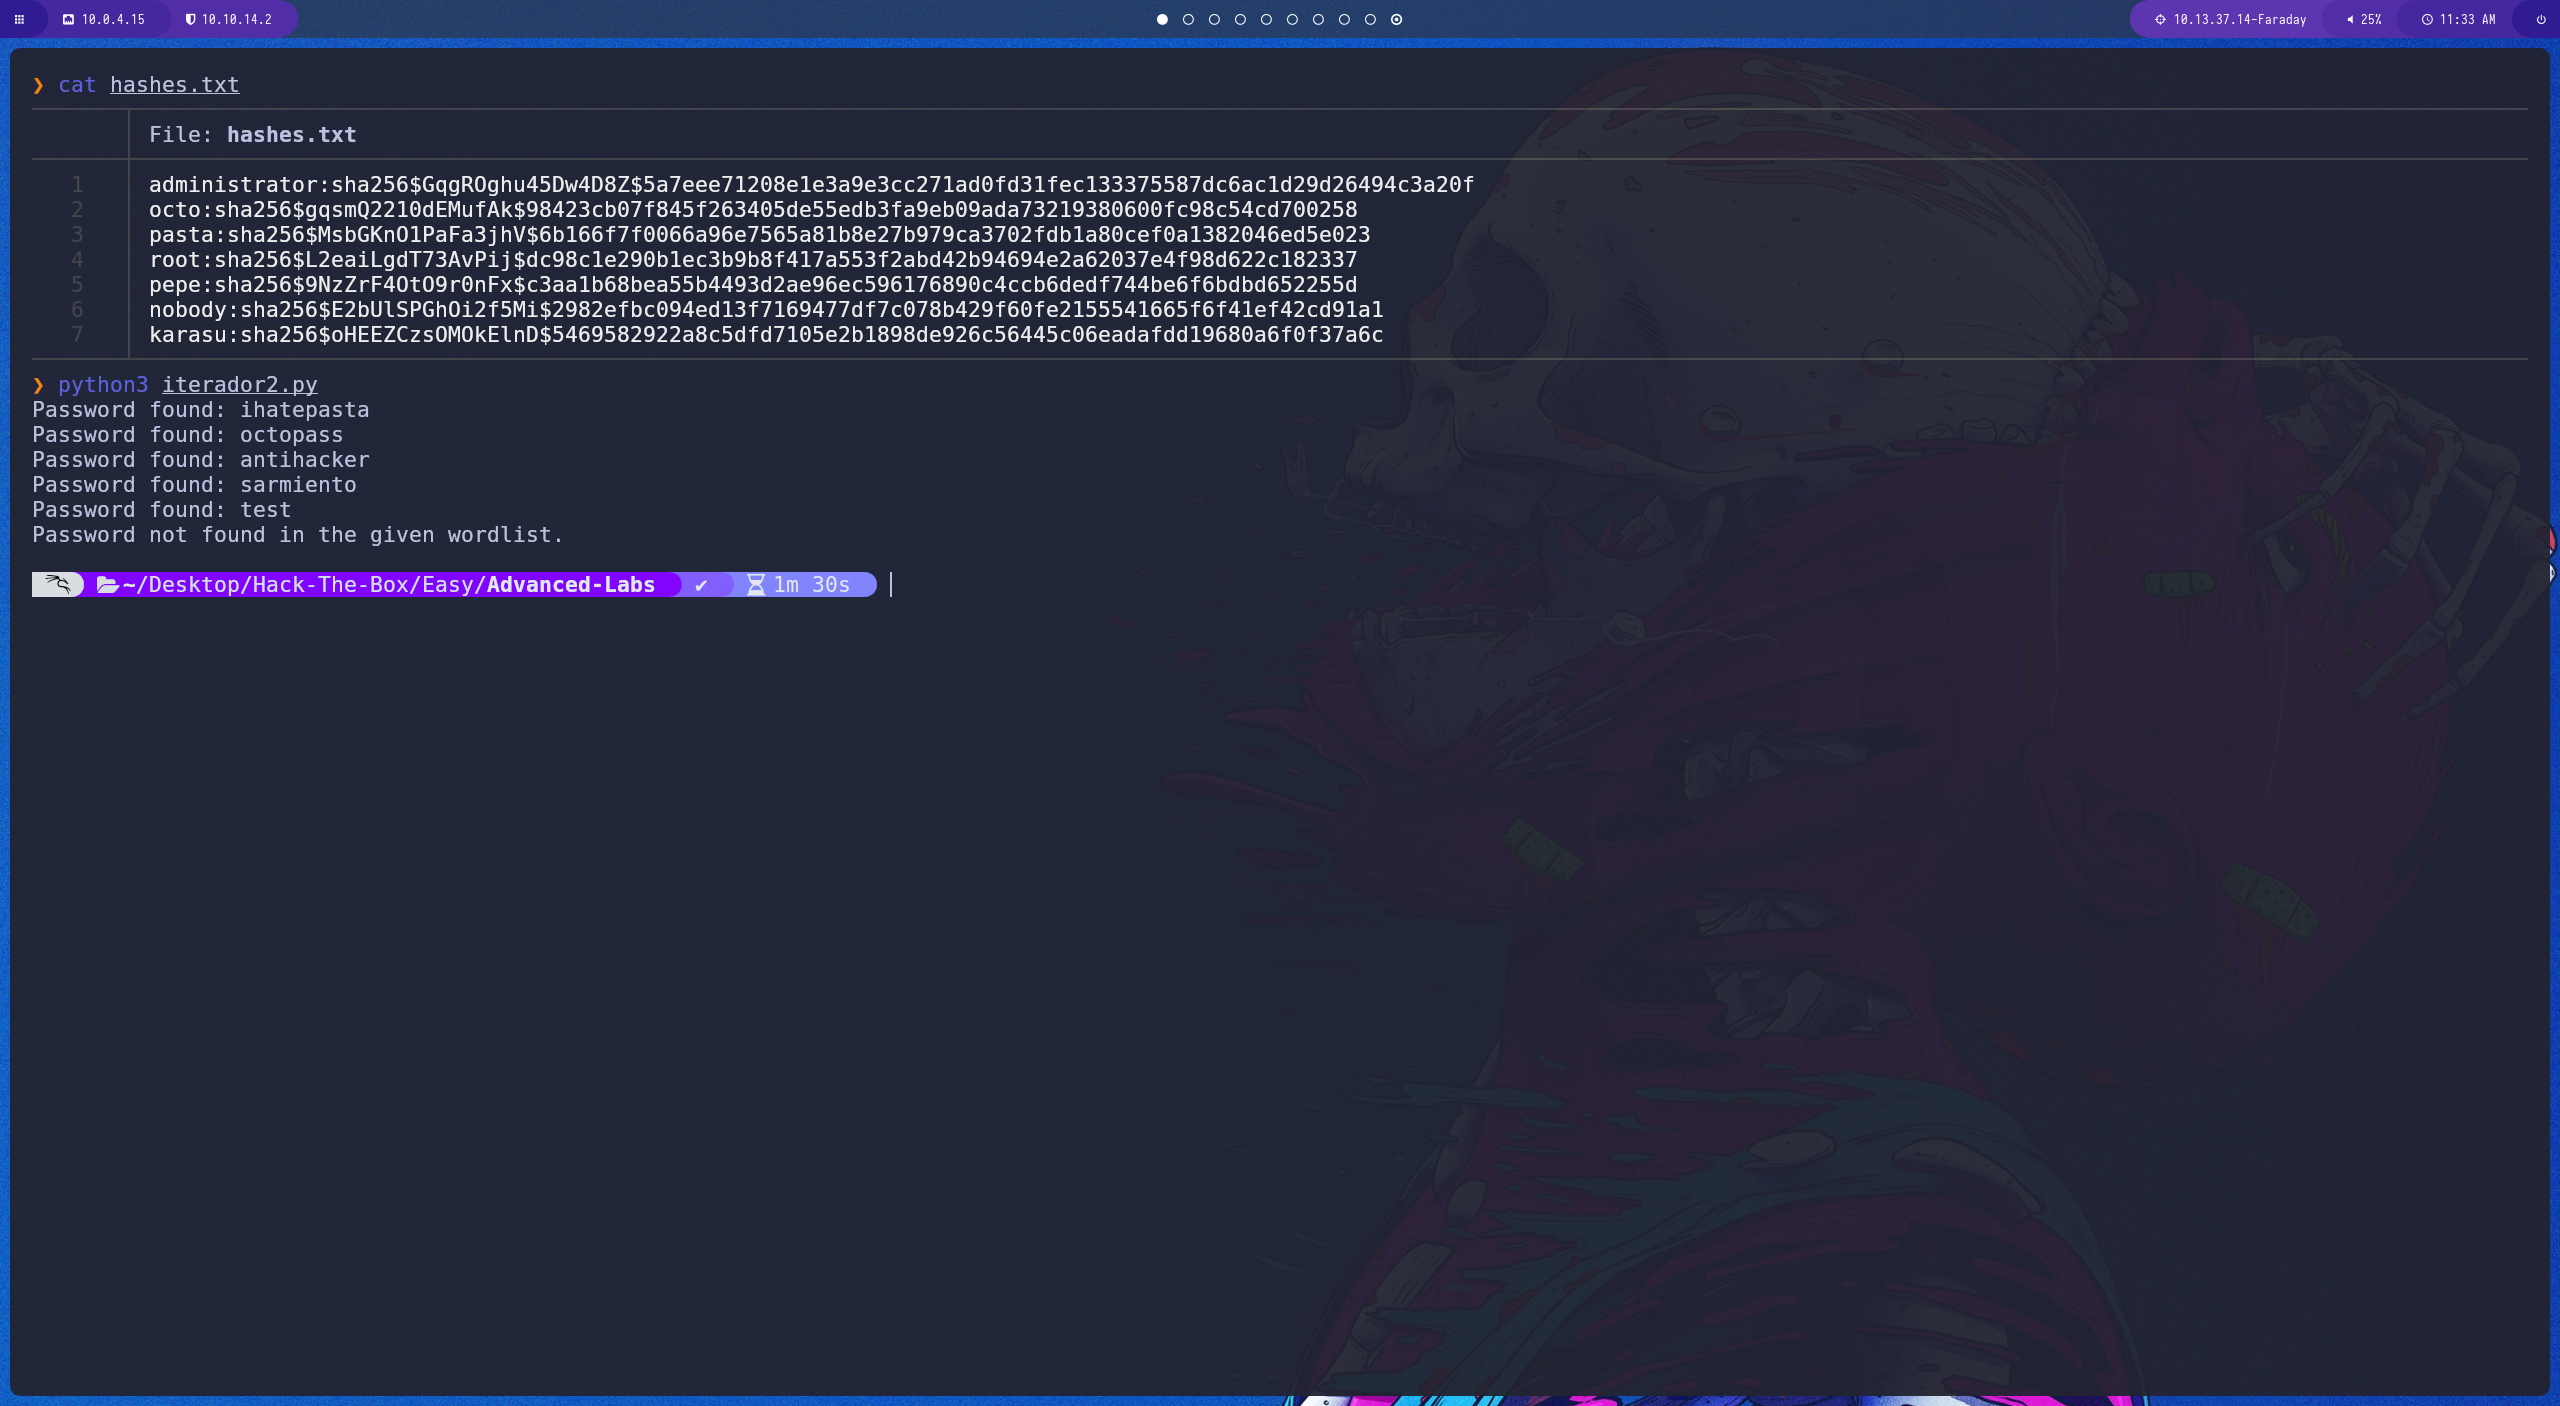 10.0.4.15 10.10.14.2 10.13.37.14-Faraday 25% 11:33 AM
❯ cat hashes.txt
File: hashes.txt
1 administrator:sha256$GqgROghu45Dw4D8Z$5a7eee71208e1e3a9e3cc271ad0fd31fec133375587dc6ac1d29d26494c3a20f
2 octo:sha256$gqsmQ2210dEMufAk$98423cb07f845f263405de55edb3fa9eb09ada73219380600fc98c54cd700258
3 pasta:sha256$MsbGKnO1PaFa3jhV$6b166f7f0066a96e7565a81b8e27b979ca3702fdb1a80cef0a1382046ed5e023
4 root:sha256$L2eaiLgdT73AvPij$dc98c1e290b1ec3b9b8f417a553f2abd42b94694e2a62037e4f98d622c182337
5 pepe:sha256$9NzZrF4OtO9r0nFx$c3aa1b68bea55b4493d2ae96ec596176890c4ccb6dedf744be6f6bdbd652255d
6 nobody:sha256$E2bUlSPGhOi2f5Mi$2982efbc094ed13f7169477df7c078b429f60fe2155541665f6f41ef42cd91a1
7 karasu:sha256$oHEEZCzsOMOkElnD$5469582922a8c5dfd7105e2b1898de926c56445c06eadafdd19680a6f0f37a6c
❯ python3 iterador2.py
Password found: ihatepasta
Password found: octopass
Password found: antihacker
Password found: sarmiento
Password found: test
Password not found in the given wordlist.
~/Desktop/Hack-The-Box/Easy/Advanced-Labs ✔ 1m 30s